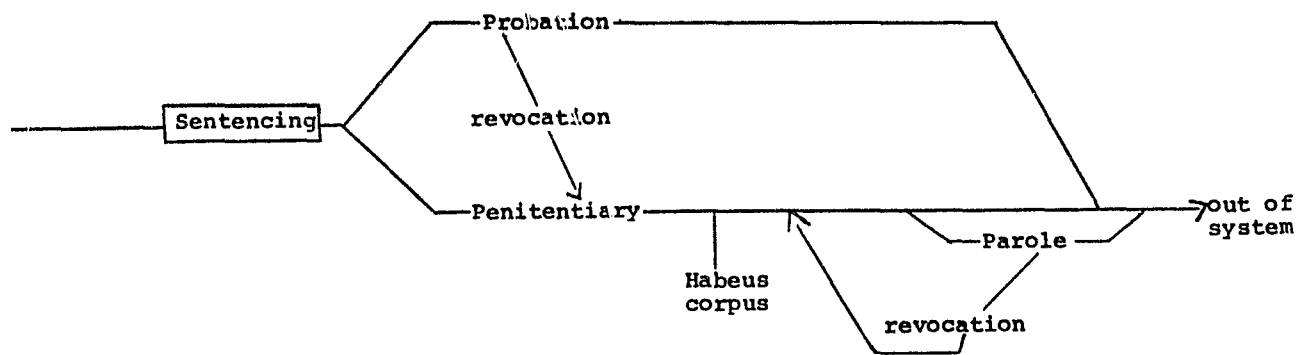 Probation
Sentencing
revocation
Penitentiary
out of
system
Parole
Habeus
corpus
revocation